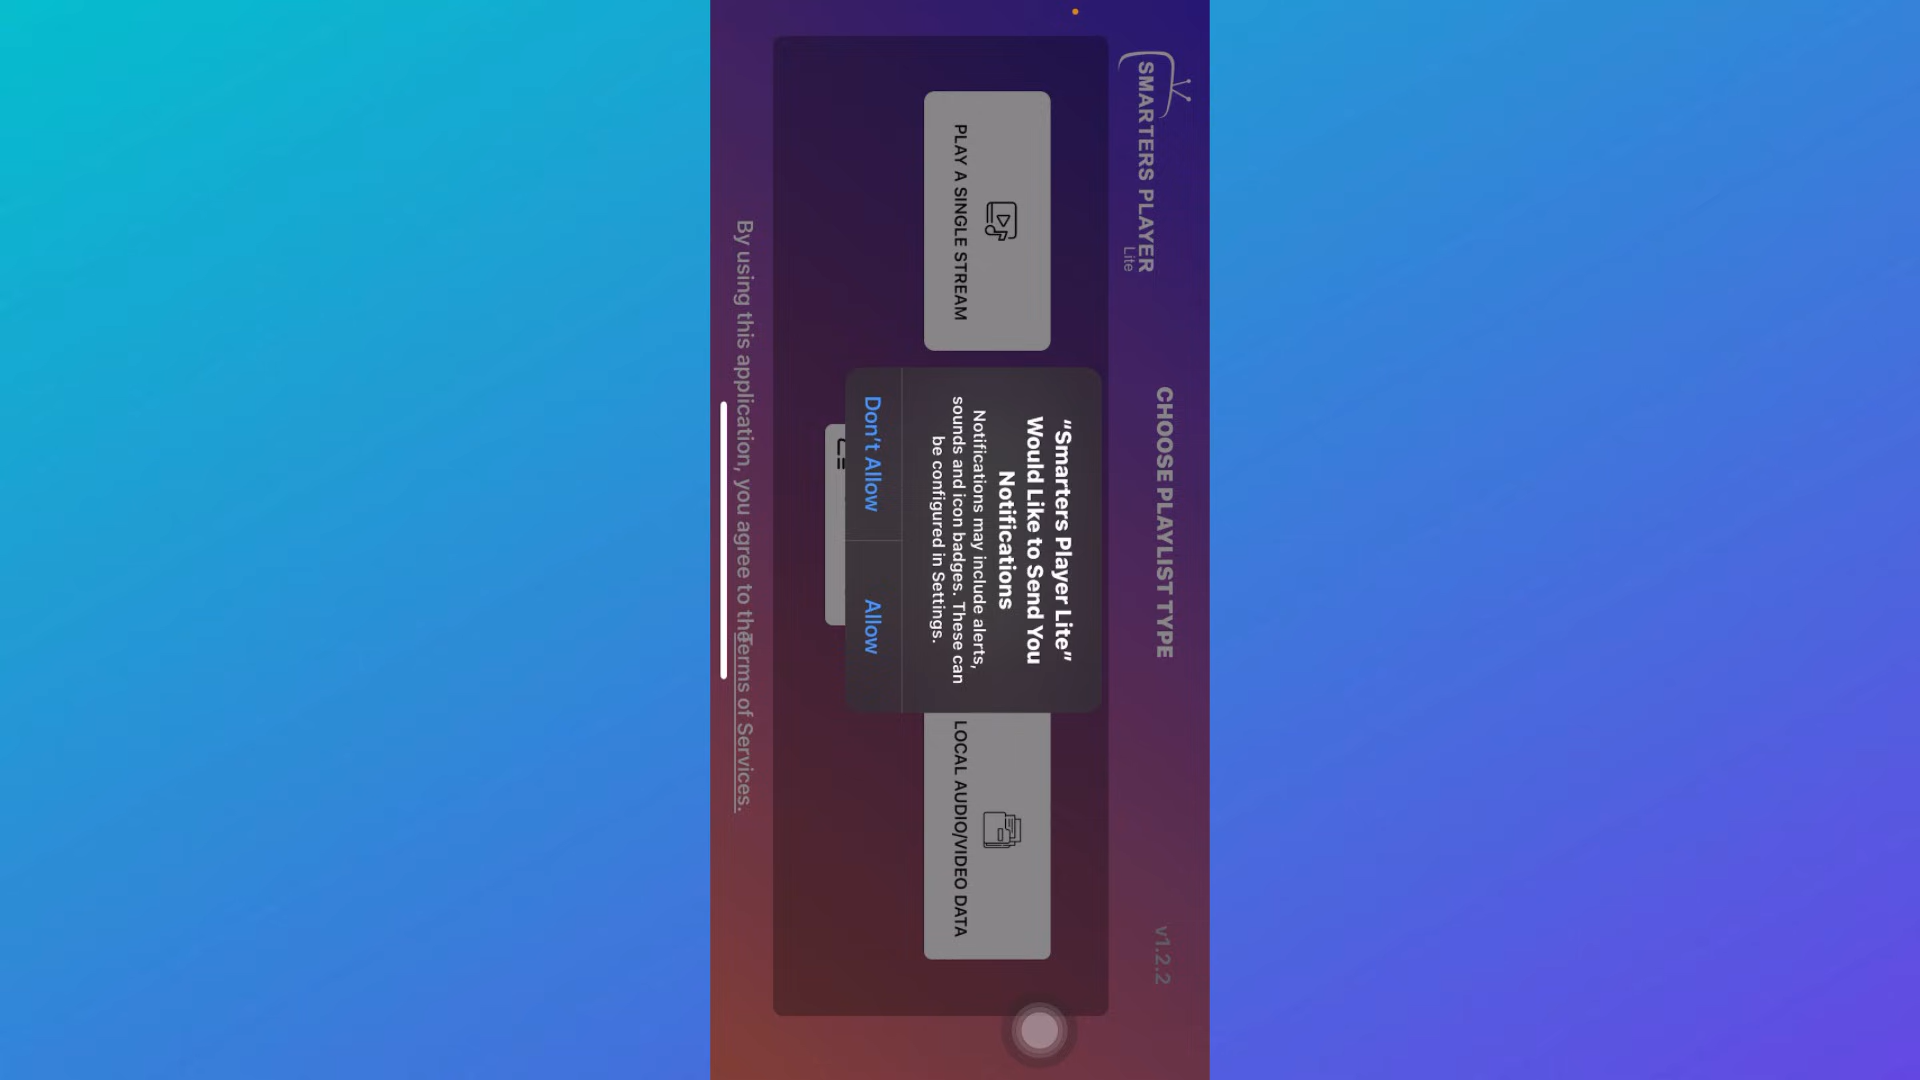 SMARTERS PLAYER
Lite
CHOOSE PLAYLIST TYPE
v1.2.2
PLAY A SINGLE STREAM
LOCAL AUDIO/VIDEO DATA
“Smarters Player Lite”
Would Like to Send You
Notifications
Notifications may include alerts,
sounds and icon badges. These can
be configured in Settings.
Don’t Allow
Allow
By using this application, you agree to the Terms of Services.